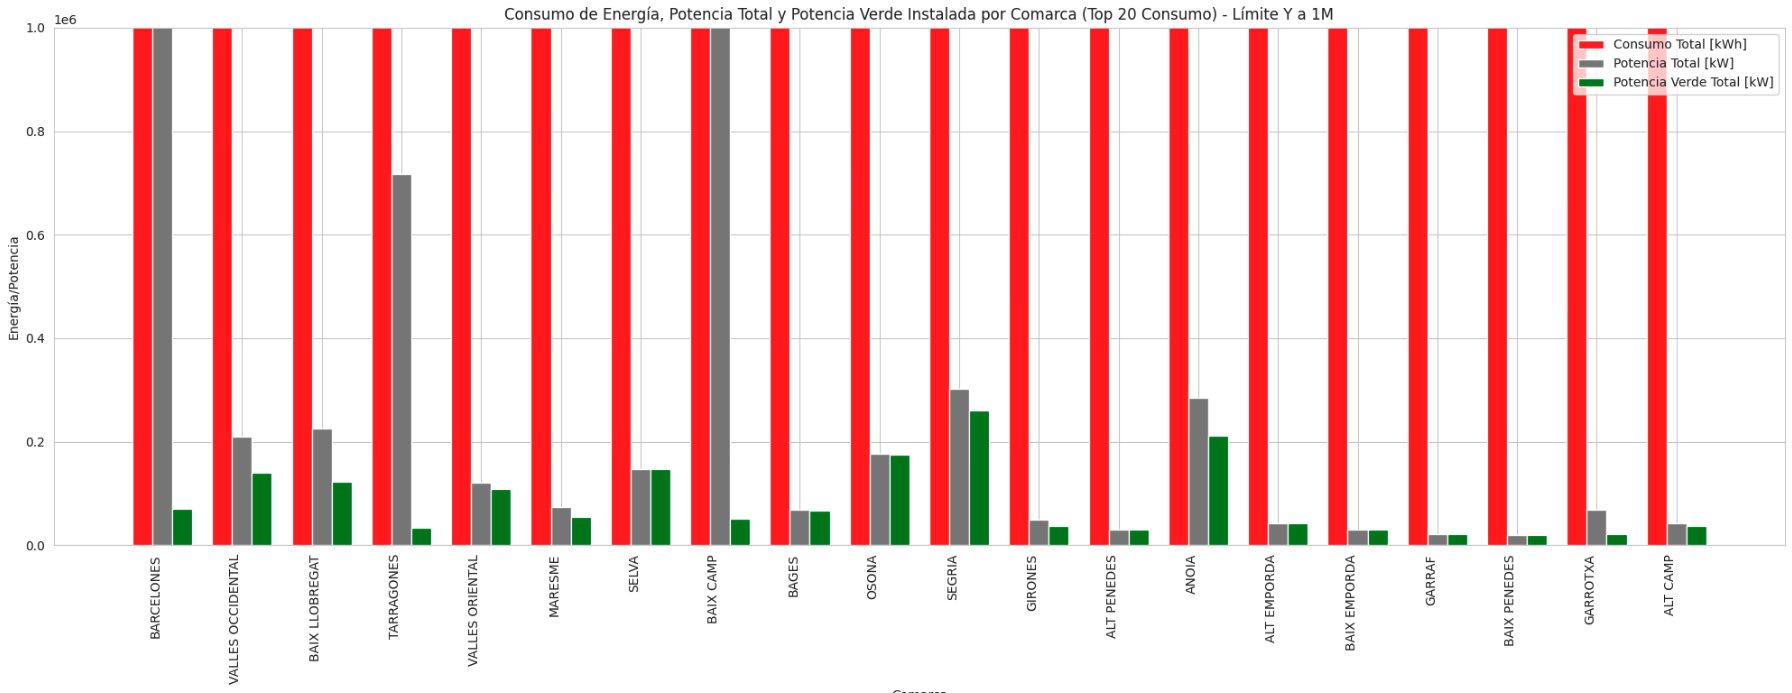 Consumo de Energía, Potencia Total y Potencia Verde Instalada por Comarca (Top 20 Consumo) - Límite Y a 1M
1e6
1.0
0.8
0.6
0.4
0.2
0.0
Energía/Potencia
Consumo Total [kWh]
Potencia Total [kW]
Potencia Verde Total [kW]
BARCELONES
VALLES OCCIDENTAL
BAIX LLOBREGAT
TARRAGONES
VALLES ORIENTAL
MARESME
SELVA
BAIX CAMP
BAGES
OSONA
SEGRIA
GIRONES
ALT PENEDES
ANOIA
ALT EMPORDA
BAIX EMPORDA
GARRAF
BAIX PENEDES
GARROTXA
ALT CAMP